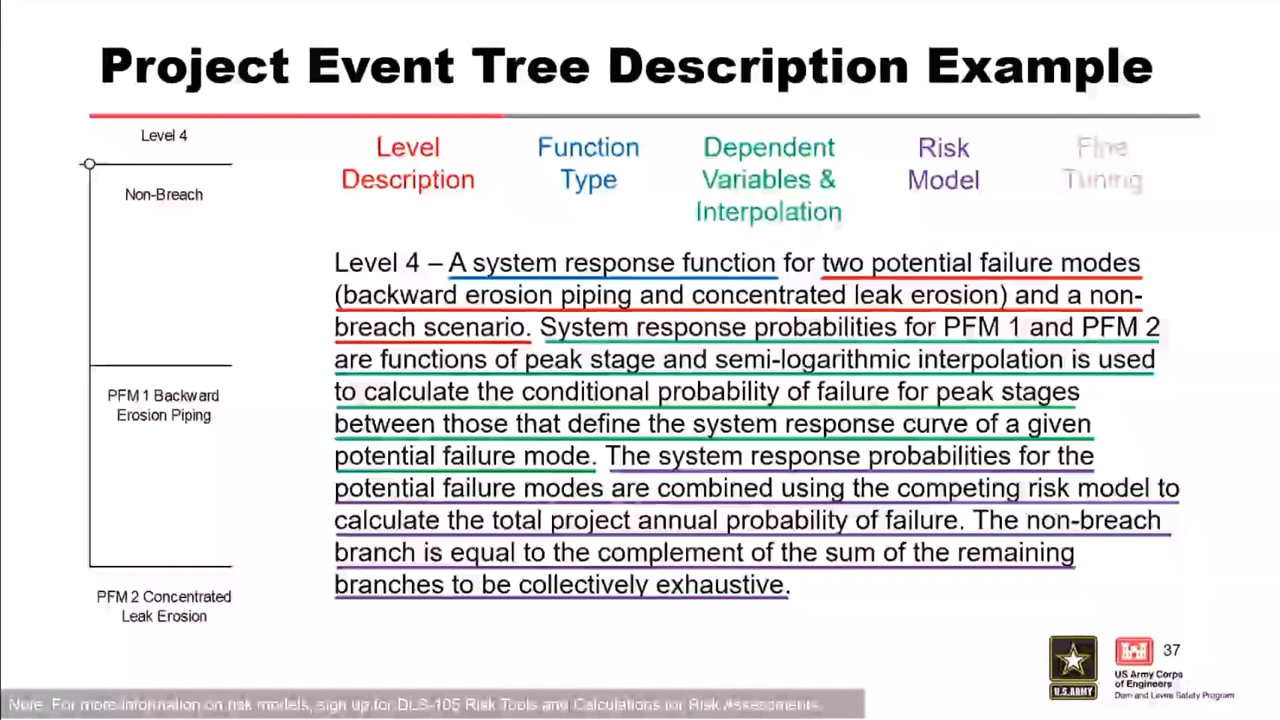 Project Event Tree Description Example
Level 4
Non-Breach
PFM 1 Backward
Erosion Piping
PFM 2 Concentrated
Leak Erosion
Level
Description
Function
Type
Dependent
Variables &
Interpolation
Risk
Model
Fine
Tuning
Level 4 – A system response function for two potential failure modes
(backward erosion piping and concentrated leak erosion) and a non-
breach scenario. System response probabilities for PFM 1 and PFM 2
are functions of peak stage and semi-logarithmic interpolation is used
to calculate the conditional probability of failure for peak stages
between those that define the system response curve of a given
potential failure mode. The system response probabilities for the
potential failure modes are combined using the competing risk model to
calculate the total project annual probability of failure. The non-breach
branch is equal to the complement of the sum of the remaining
branches to be collectively exhaustive.
U.S. ARMY
37
US Army Corps
of Engineers
Dam and Levee Safety Program
Note: For more information on risk models, sign up for DLS-105 Risk Tools and Calculations for Risk Assessments.